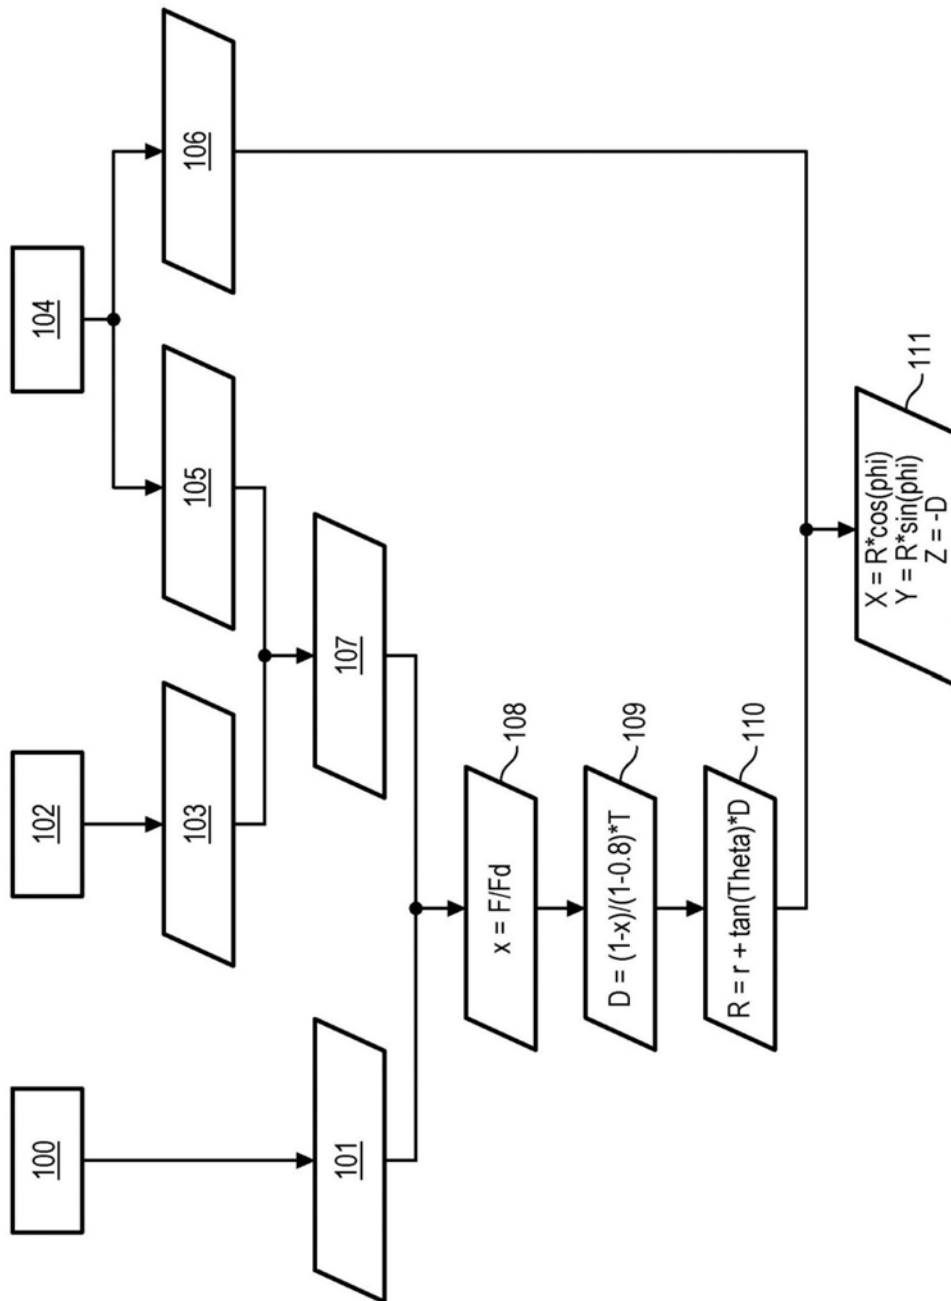 100
102
104
103
105
106
101
107
x = F/Fd
108
D = (1-x)/(1-0.8)*T
109
R = r + tan(Theta)*D
110
X = R*cos(phi)
Y = R*sin(phi)
Z = -D
111